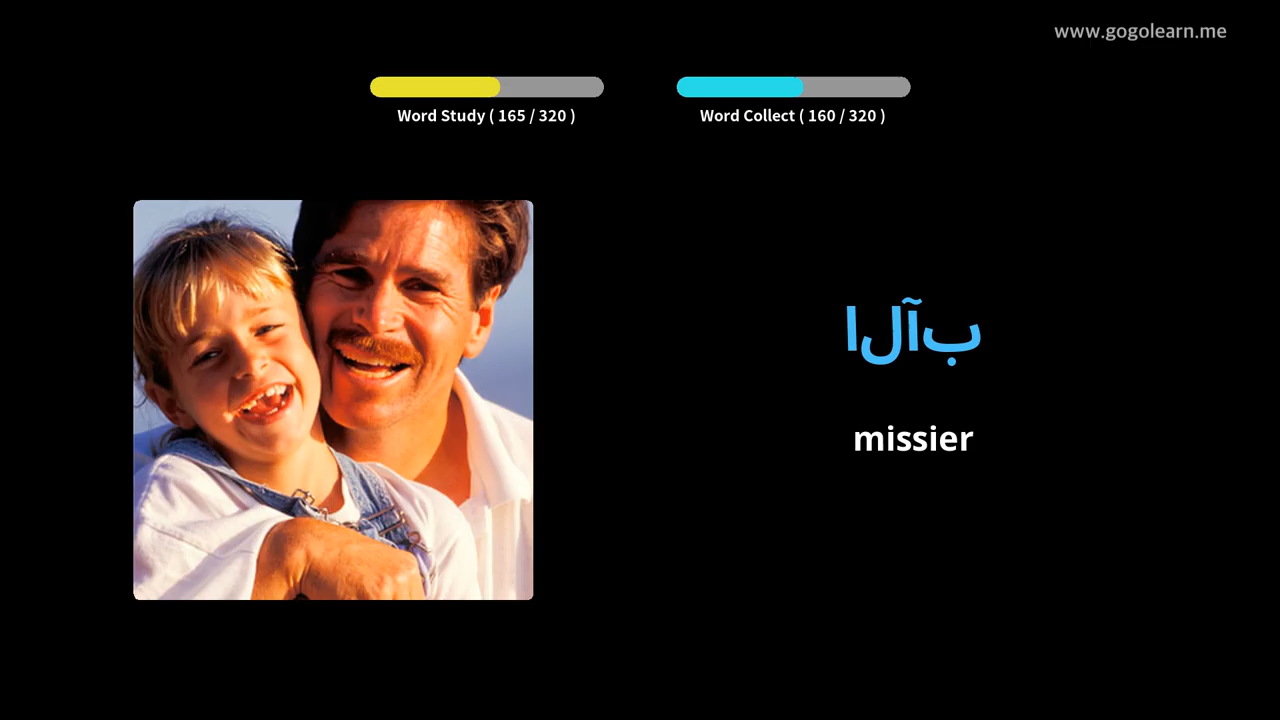 www.gogolearn.me
Word Study ( 165 / 320 )
Word Collect ( 160 / 320 )
الآب
missier